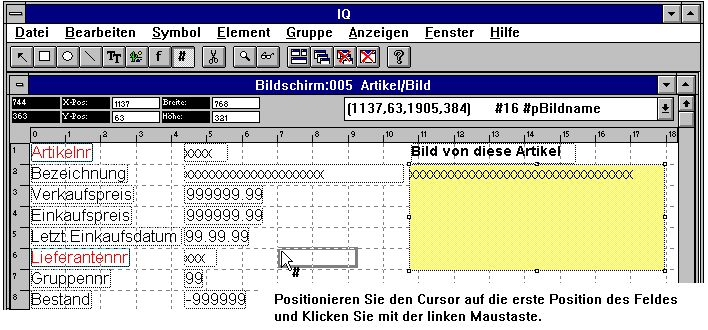 IQ
Datei Bearbeiten Symbol Element Gruppe Anzeigen Fenster Hilfe
TT f # ?
Bildschirm:005 Artikel/Bild
744 X-Pos: 1137 Breite: 768
363 Y-Pos: 63 Höhe: 321
(1137,63,1905,384) #16 #pBildname
0 1 2 3 4 5 6 7 8 9 10 11 12 13 14 15 16 17 18
1 Artikelnr xxxx Bild von diese Artikel
2 Bezeichnung xxxxxxxxxxxxxxxxxxxx xxxxxxxxxxxxxxxxxxxxxxxxxxxxxxxx
3 Verkaufspreis 999999.99
4 Einkaufspreis 999999.99
5 Letzt.Einkaufsdatum 99.99.99
6 Lieferantennr xxx #
7 Gruppennr 99
8 Bestand -999999
Positionieren Sie den Cursor auf die erste Position des Feldes
und Klicken Sie mit der linken Maustaste.